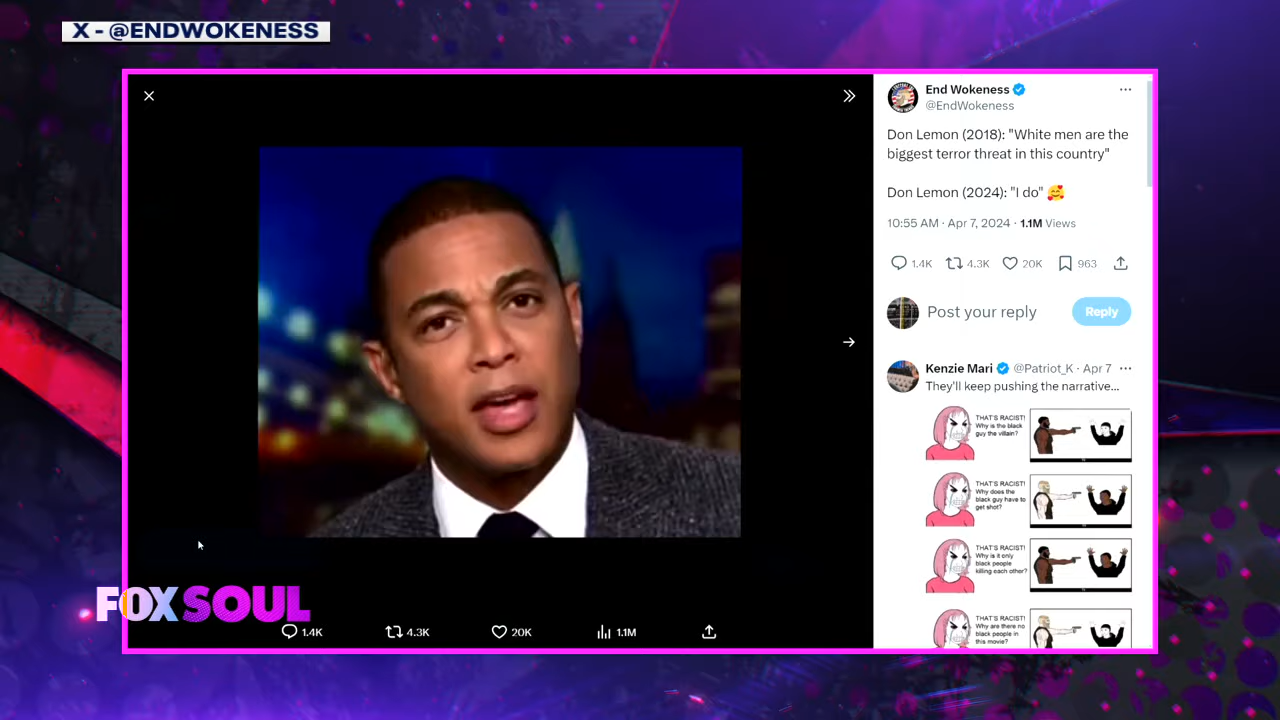 X - @ENDWOKENESS
End Wokeness
@EndWokeness
Don Lemon (2018): "White men are the
biggest terror threat in this country"
Don Lemon (2024): "I do" 🥰
10:55 AM · Apr 7, 2024 · 1.1M Views
1.4K 4.3K 20K 963
Post your reply
Reply
Kenzie Mari @Patriot_K · Apr 7
They'll keep pushing the narrative...
THAT'S RACIST!
Why is the black
guy the villain?
THAT'S RACIST!
Why does the
black guy have to
get shot?
THAT'S RACIST!
Why is it only
black people
killing each other?
THAT'S RACIST!
Why are there no
black people in
this movie?
FOX SOUL
1.4K 4.3K 20K 1.1M